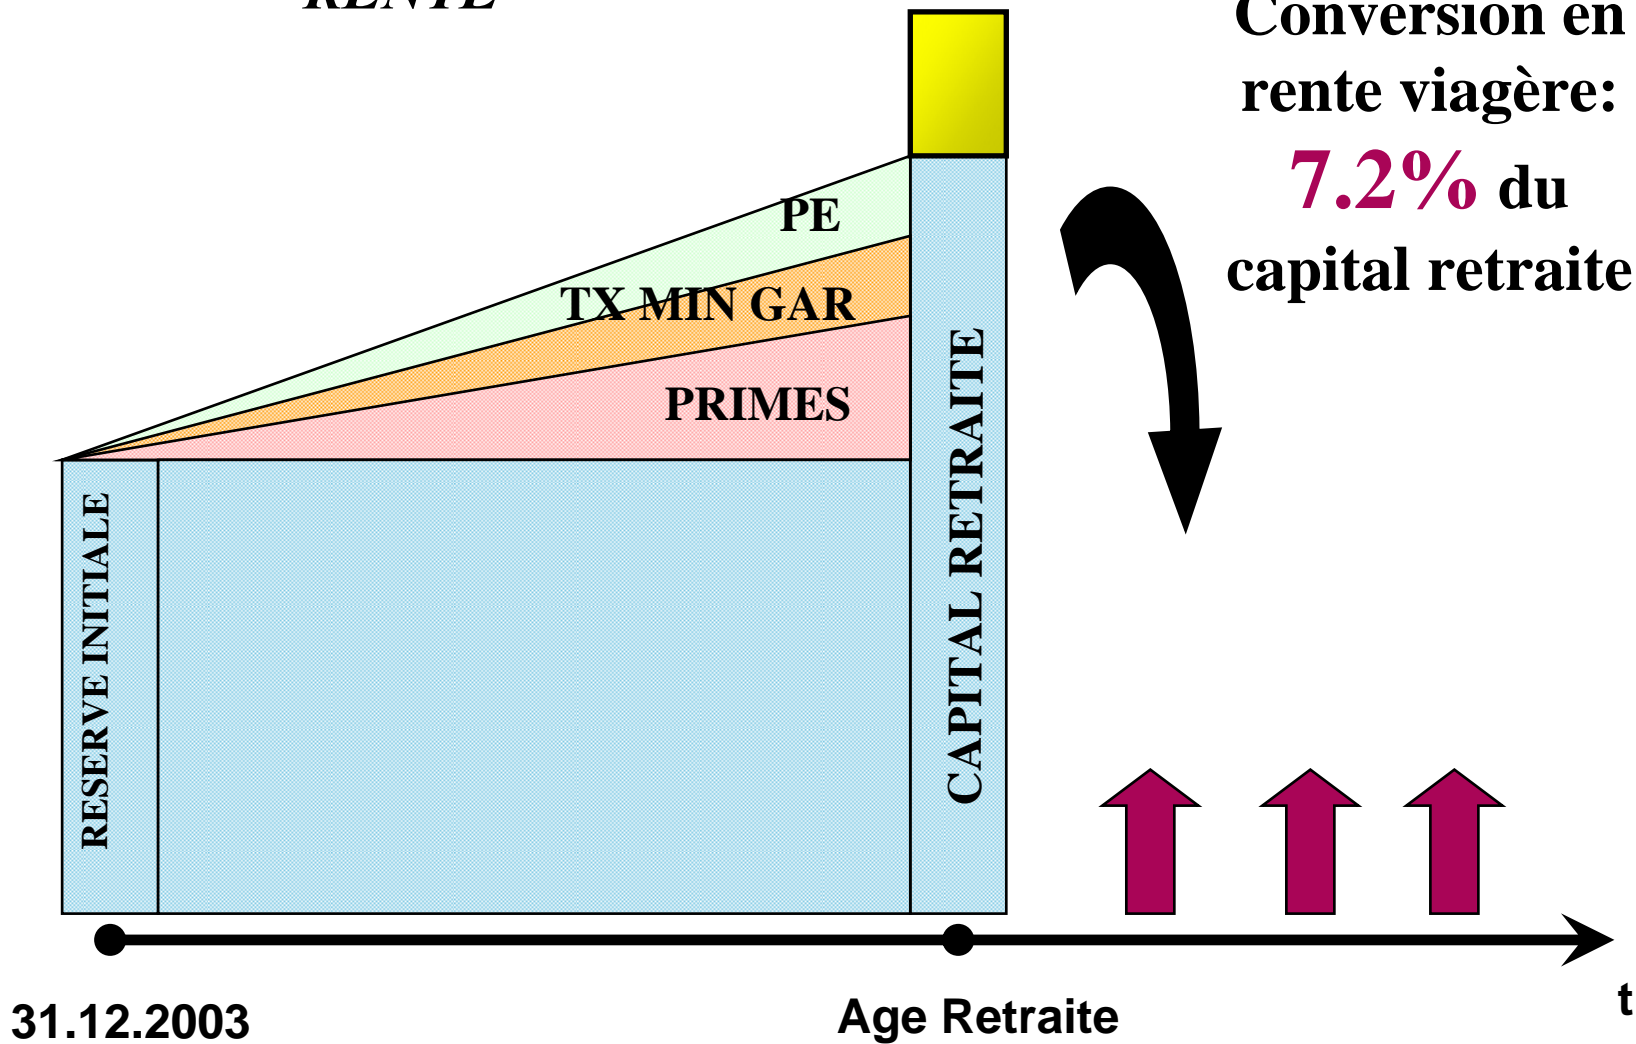 RENTE
Conversion en
rente viagère:
7.2% du
capital retraite
PE
TX MIN GAR
PRIMES
RESERVE INITIALE
CAPITAL RETRAITE
t
31.12.2003
Age Retraite